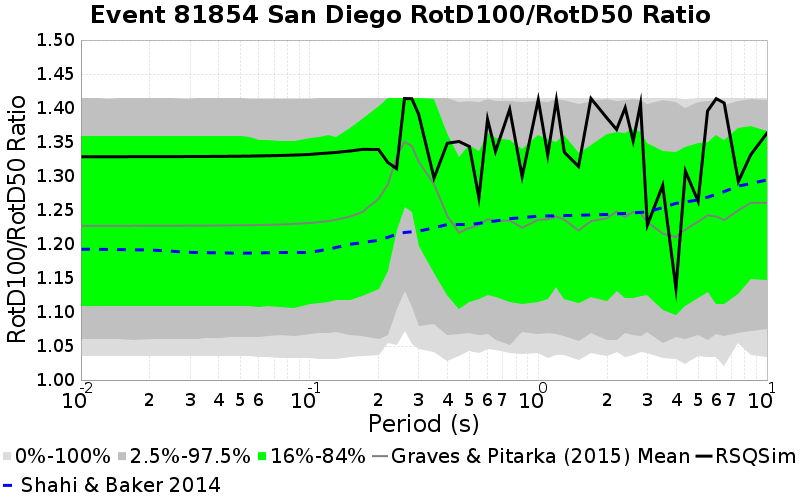 Event 81854 San Diego RotD100/RotD50 Ratio
RotD100/RotD50 Ratio
1.50
1.45
1.40
1.35
1.30
1.25
1.20
1.15
1.10
1.05
1.00
10-2 2 3 4 5 6 10-1 2 3 4 5 6 7 100 2 3 4 5 6 7 101
Period (s)
0%-100% 2.5%-97.5% 16%-84% Graves & Pitarka (2015) Mean RSQSim
Shahi & Baker 2014